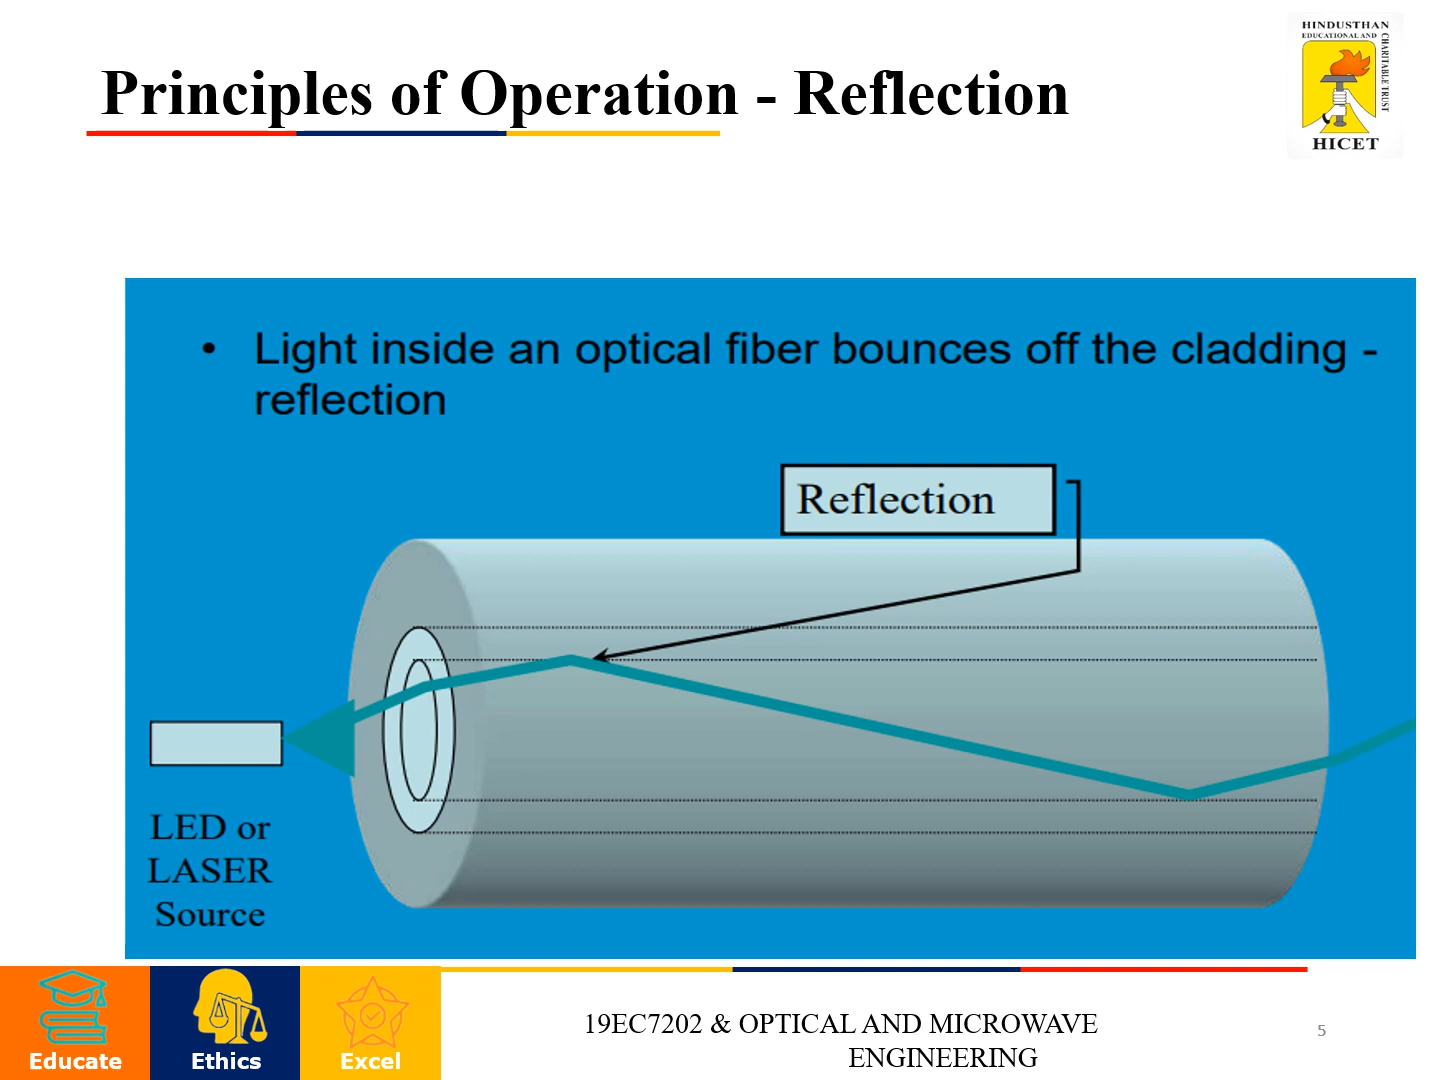 Principles of Operation - Reflection
HINDUSTHAN
EDUCATIONAL AND
CHARITABLE TRUST
HICET
• Light inside an optical fiber bounces off the cladding -
reflection
Reflection
LED or
LASER
Source
Educate
Ethics
Excel
19EC7202 & OPTICAL AND MICROWAVE
ENGINEERING
5